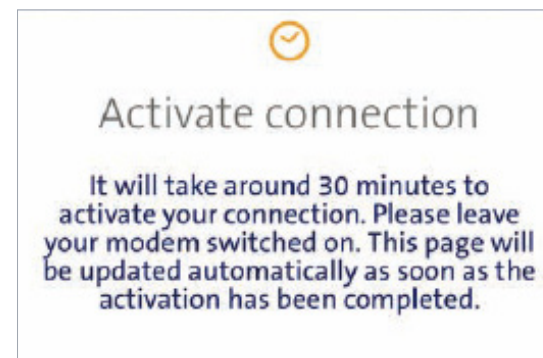 Activate connection
It will take around 30 minutes to
activate your connection. Please leave
your modem switched on. This page will
be updated automatically as soon as the
activation has been completed.